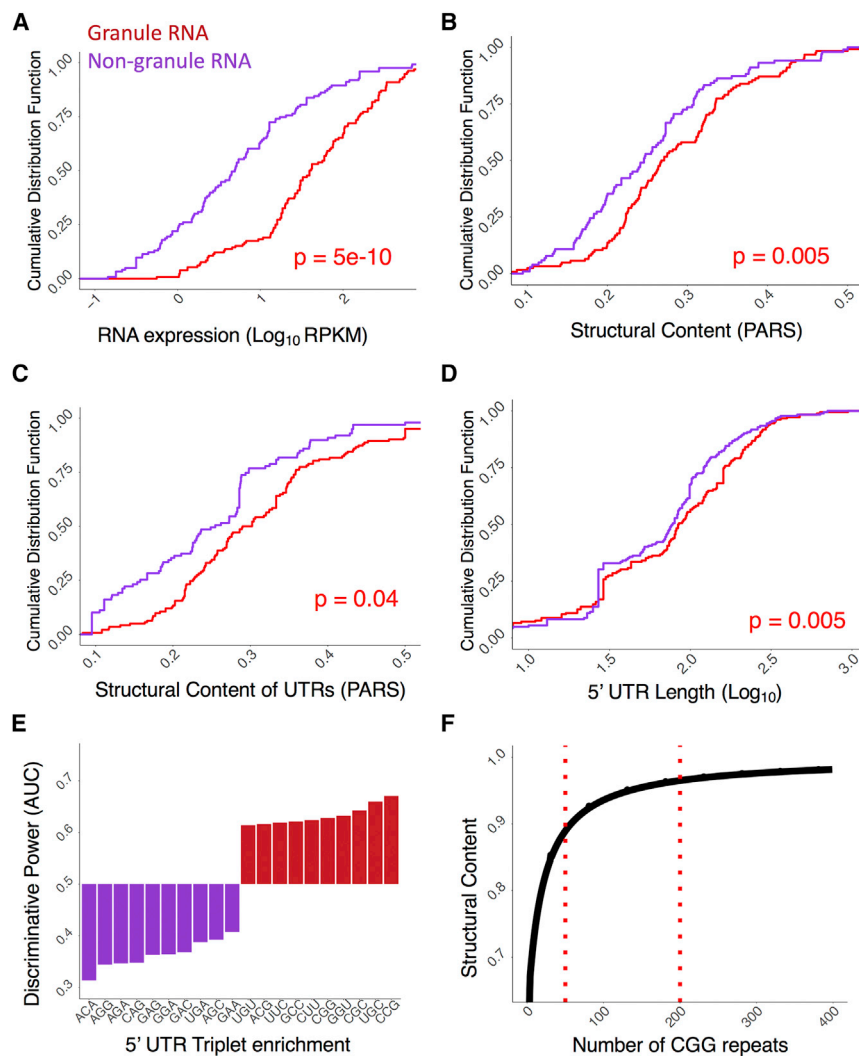 A
Granule RNA
Non-granule RNA
Cumulative Distribution Function
0.00
0.25
0.50
0.75
1.00
p = 5e-10
-1
0
1
2
RNA expression (Log10 RPKM)
B
Cumulative Distribution Function
0.00
0.25
0.50
0.75
1.00
p = 0.005
0.1
0.2
0.3
0.4
0.5
Structural Content (PARS)
C
Cumulative Distribution Function
0.00
0.25
0.50
0.75
1.00
p = 0.04
0.1
0.2
0.3
0.4
0.5
Structural Content of UTRs (PARS)
D
Cumulative Distribution Function
0.00
0.25
0.50
0.75
1.00
p = 0.005
1.0
1.5
2.0
2.5
3.0
5' UTR Length (Log10)
E
Discriminative Power (AUC)
0.3
0.4
0.5
0.6
0.7
ACA
AGG
AGA
CAG
GAG
GGA
GAC
UGA
AGC
GAA
UGU
ACG
UUC
GCC
CUU
CGG
GGU
CGC
UGC
CCG
5' UTR Triplet enrichment
F
Structural Content
0.7
0.8
0.9
1.0
0
100
200
300
400
Number of CGG repeats